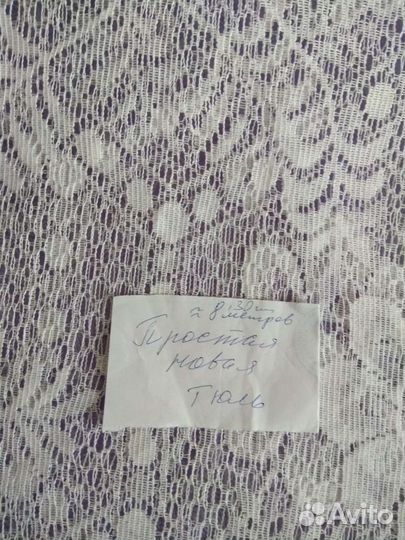 ≈ 8 метров
Простая
новая
тюль
Avito